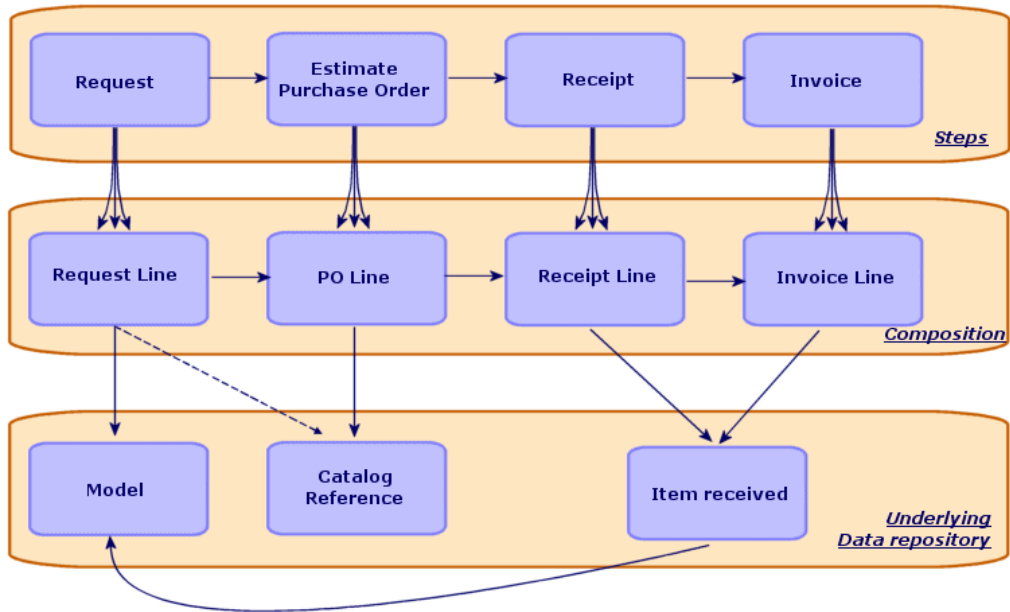 Request
Estimate
Purchase Order
Receipt
Invoice
Steps
Request Line
PO Line
Receipt Line
Invoice Line
Composition
Model
Catalog
Reference
Item received
Underlying
Data repository